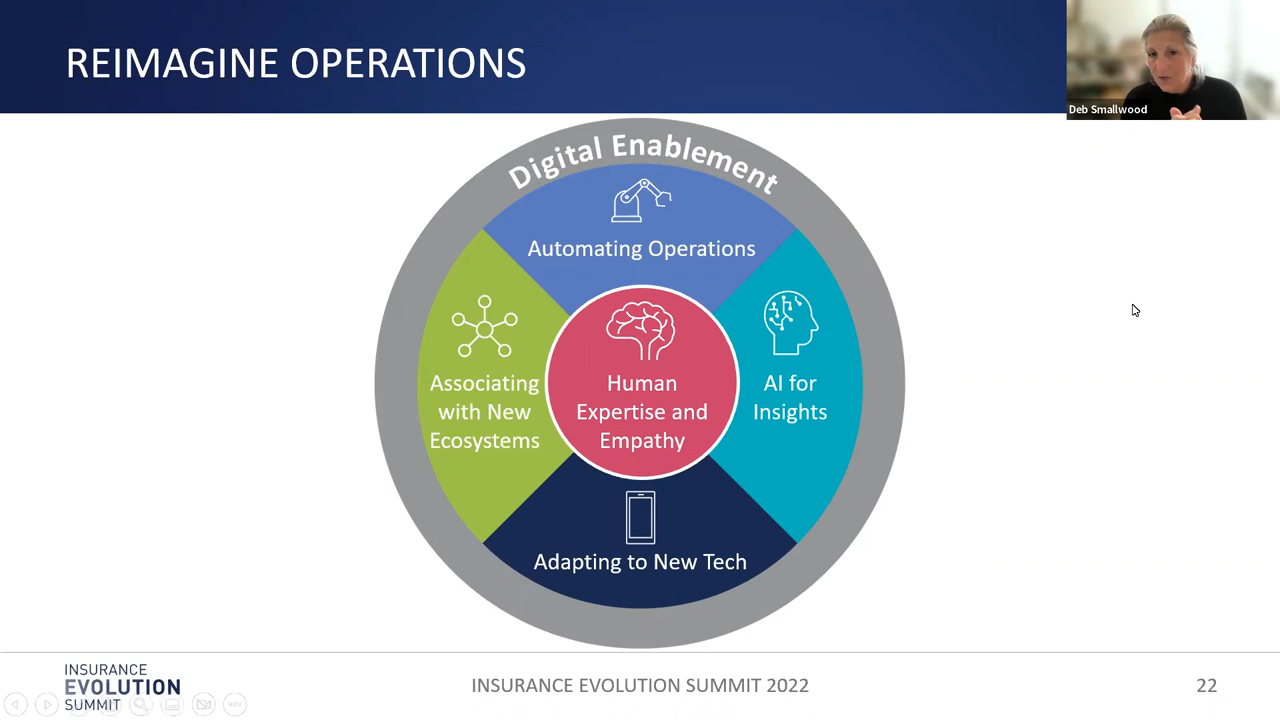 REIMAGINE OPERATIONS
Deb Smallwood
Digital Enablement
Automating Operations
Associating
with New
Ecosystems
Human
Expertise and
Empathy
AI for
Insights
Adapting to New Tech
INSURANCE
EVOLUTION
SUMMIT
INSURANCE EVOLUTION SUMMIT 2022
22